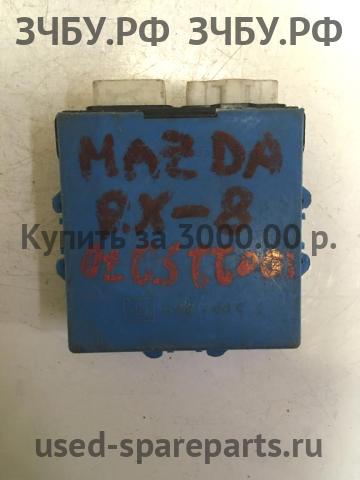 ЗЧБУ.РФ ЗЧБУ.РФ
MAZDA
RX-8
Купить за 3000.00 р.
used-spareparts.ru